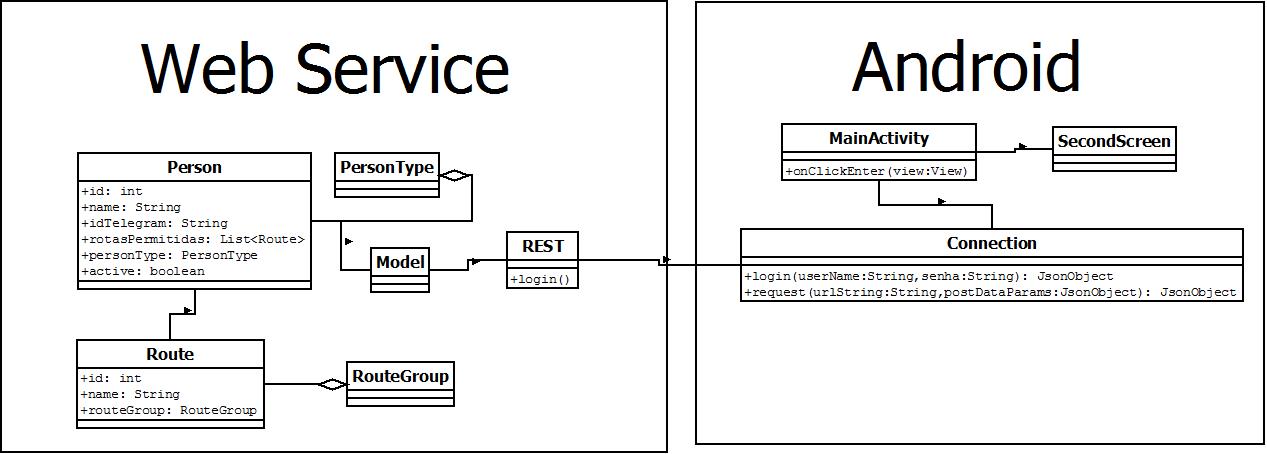 Web Service
Person
+id: int
+name: String
+idTelegram: String
+rotasPermitidas: List<Route>
+personType: PersonType
+active: boolean
PersonType
Model
REST
+login()
Route
+id: int
+name: String
+routeGroup: RouteGroup
RouteGroup
Android
MainActivity
+onClickEnter(view:View)
SecondScreen
Connection
+login(userName:String,senha:String): JsonObject
+request(urlString:String,postDataParams:JsonObject): JsonObject